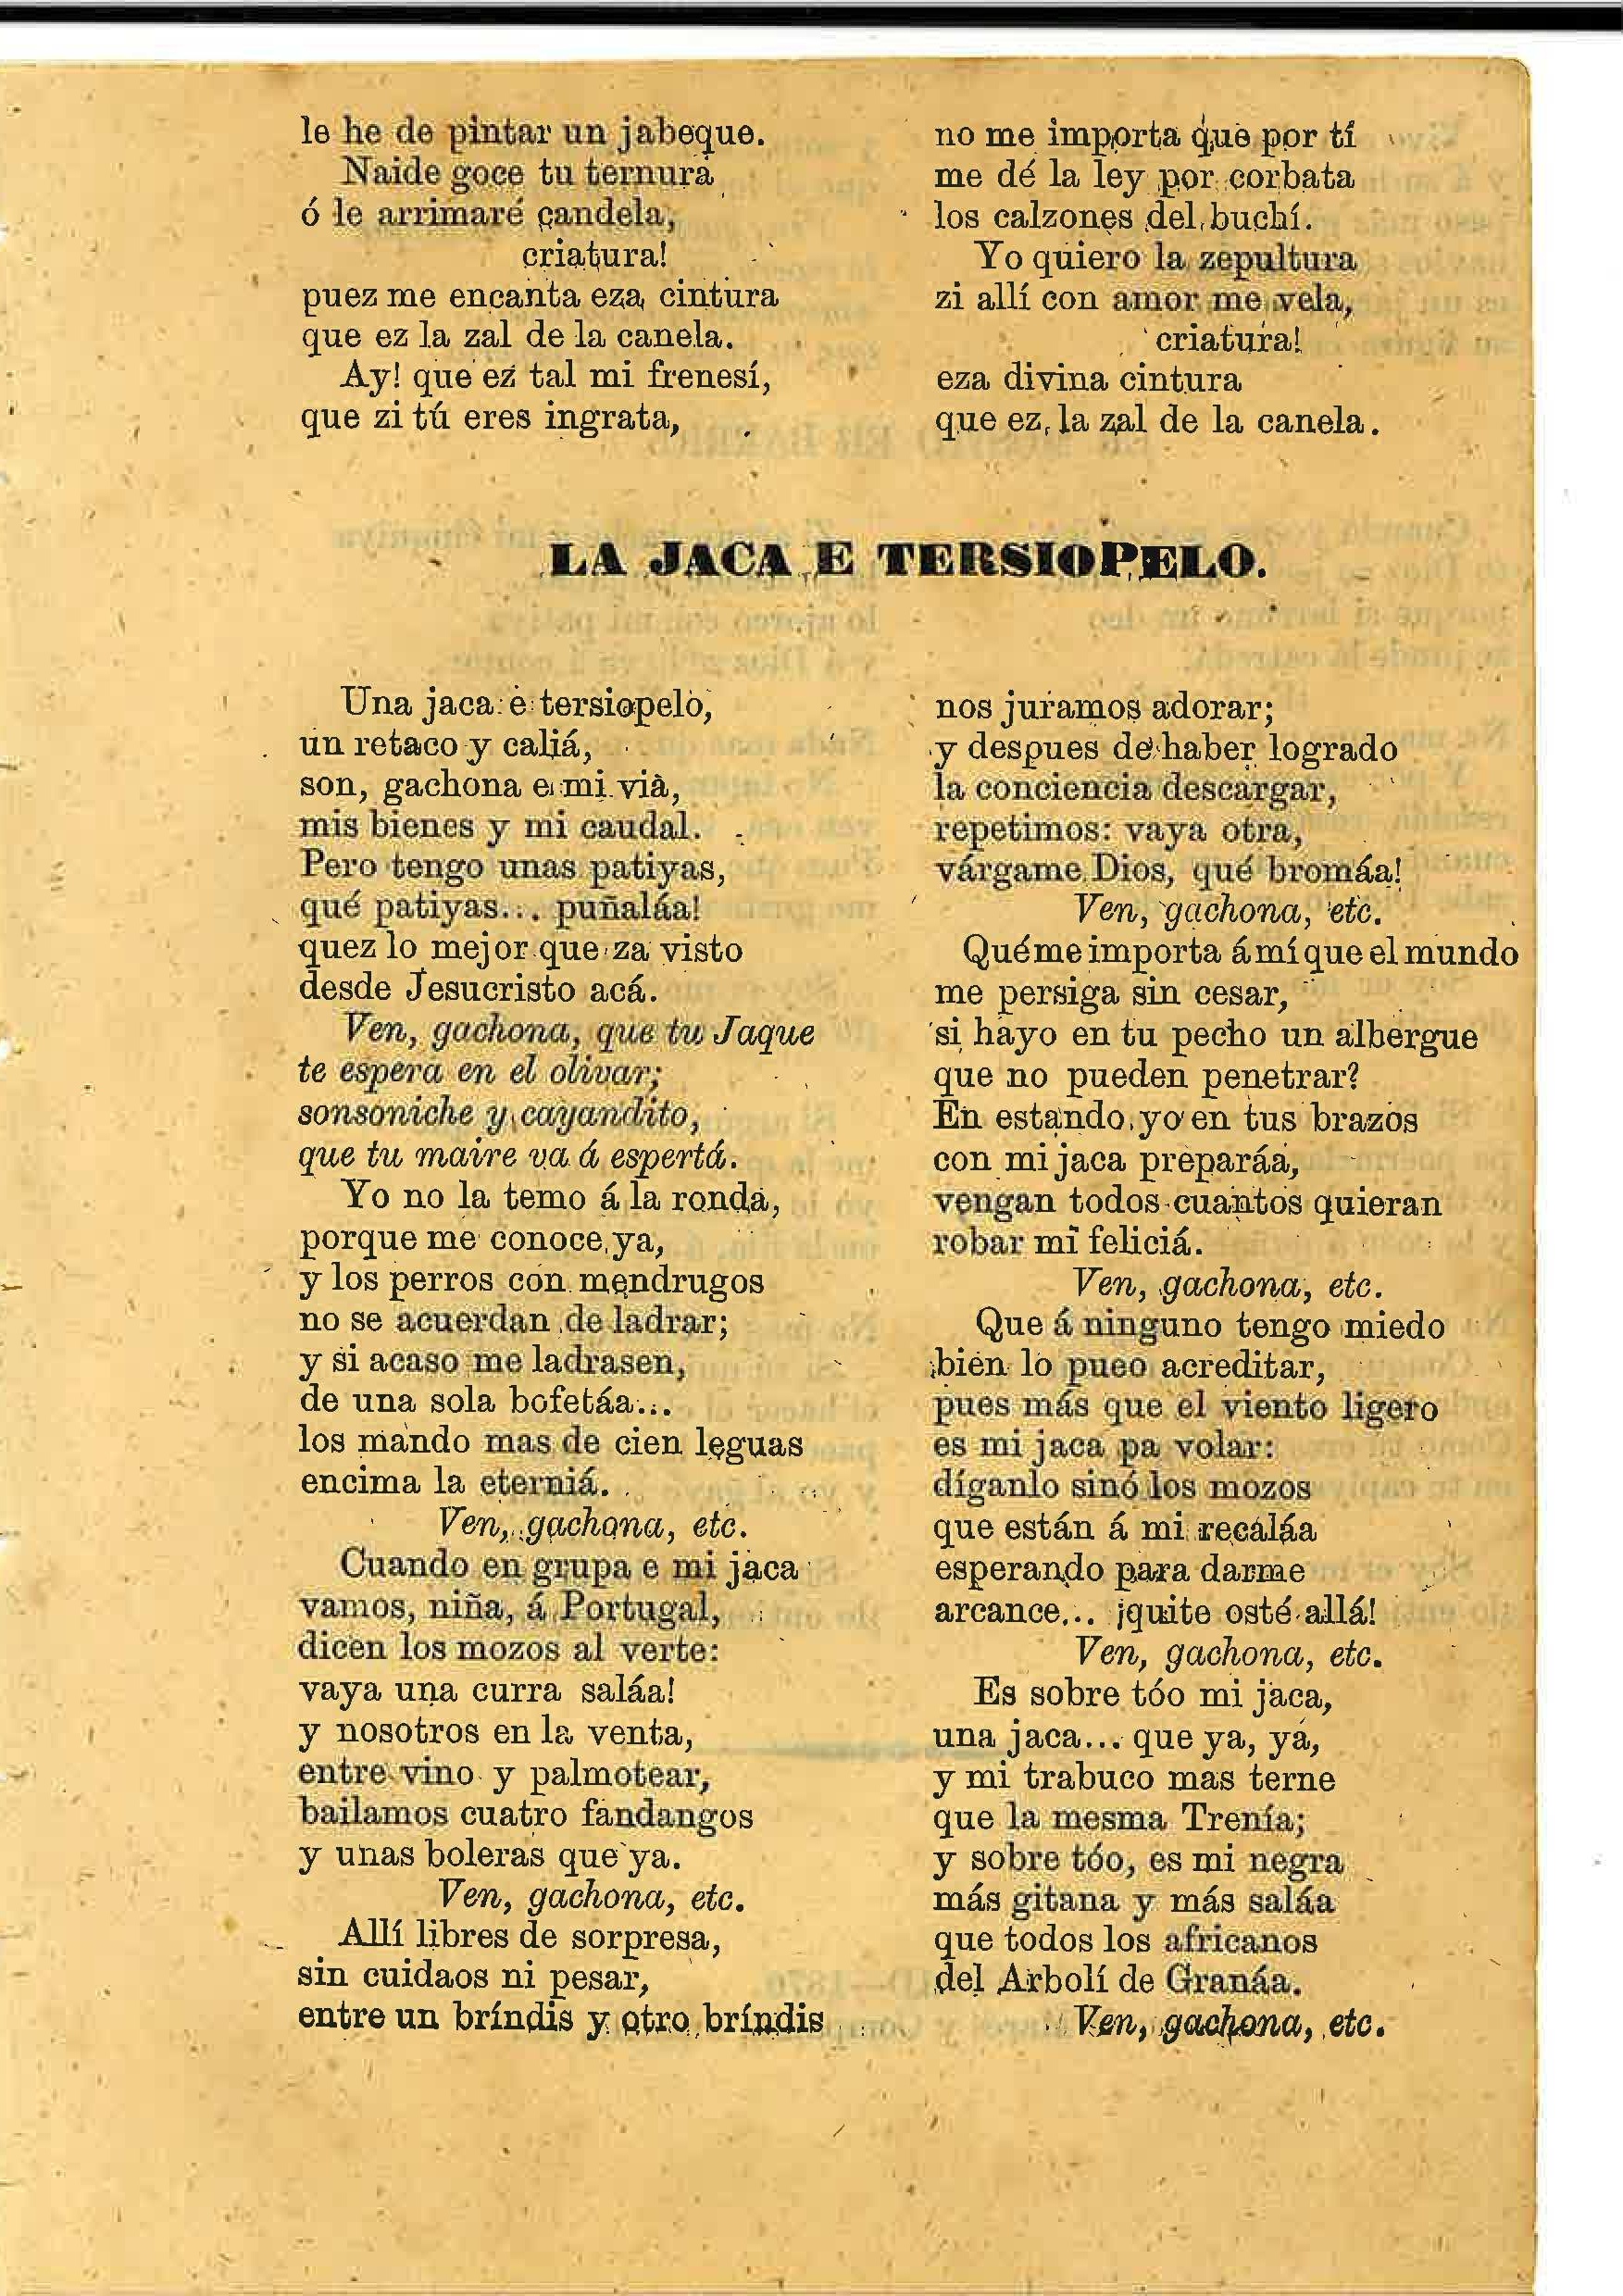 le he de pintar un jabeque.
Naide goce tu ternura
ó le arrimaré candela,
criatura!
puez me encanta eza cintura
que ez la zal de la canela.
Ay! que ez tal mi frenesí,
que zi tú eres ingrata,
no me importa que por tí
me dé la ley por corbata
los calzones del buchí.
Yo quiero la zepultura
zi allí con amor me vela,
criatura!
eza divina cintura
que ez la zal de la canela.
LA JACA E TERSIOPELO.
Una jaca e tersiopelo,
un retaco y caliá,
son, gachona e mi vià,
mis bienes y mi caudal.
Pero tengo unas patiyas,
qué patiyas... puñaláa!
quez lo mejor que za visto
desde Jesucristo acá.
Ven, gachona, que tu Jaque
te espera en el olivar;
sonsoniche y cayandito,
que tu maire va á espertá.
Yo no la temo á la ronda,
porque me conoce ya,
y los perros con mendrugos
no se acuerdan de ladrar;
y si acaso me ladrasen,
de una sola bofetáa...
los mando mas de cien leguas
encima la eterniá.
Ven, gachona, etc.
Cuando en grupa e mi jaca
vamos, niña, á Portugal,
dicen los mozos al verte:
vaya una curra saláa!
y nosotros en la venta,
entre vino y palmotear,
bailamos cuatro fandangos
y unas boleras que ya.
Ven, gachona, etc.
Allí libres de sorpresa,
sin cuidaos ni pesar,
entre un bríndis y otro bríndis
nos juramos adorar;
y despues de haber logrado
la conciencia descargar,
repetimos: vaya otra,
várgame Dios, qué bromáa!
Ven, gachona, etc.
Qué me importa á mí que el mundo
me persiga sin cesar,
si hayo en tu pecho un albergue
que no pueden penetrar?
En estando yo en tus brazos
con mi jaca preparáa,
vengan todos cuantos quieran
robar mi feliciá.
Ven, gachona, etc.
Que á ninguno tengo miedo
bien lo pueo acreditar,
pues más que el viento ligero
es mi jaca pa volar:
díganlo sinó los mozos
que están á mi recaláa
esperando para darme
arcance... ¡quite osté allá!
Ven, gachona, etc.
Es sobre tóo mi jaca,
una jaca... que ya, ya,
y mi trabuco mas terne
que la mesma Trenía;
y sobre tóo, es mi negra
más gitana y más saláa
que todos los africanos
del Arbolí de Granáa.
Ven, gachona, etc.